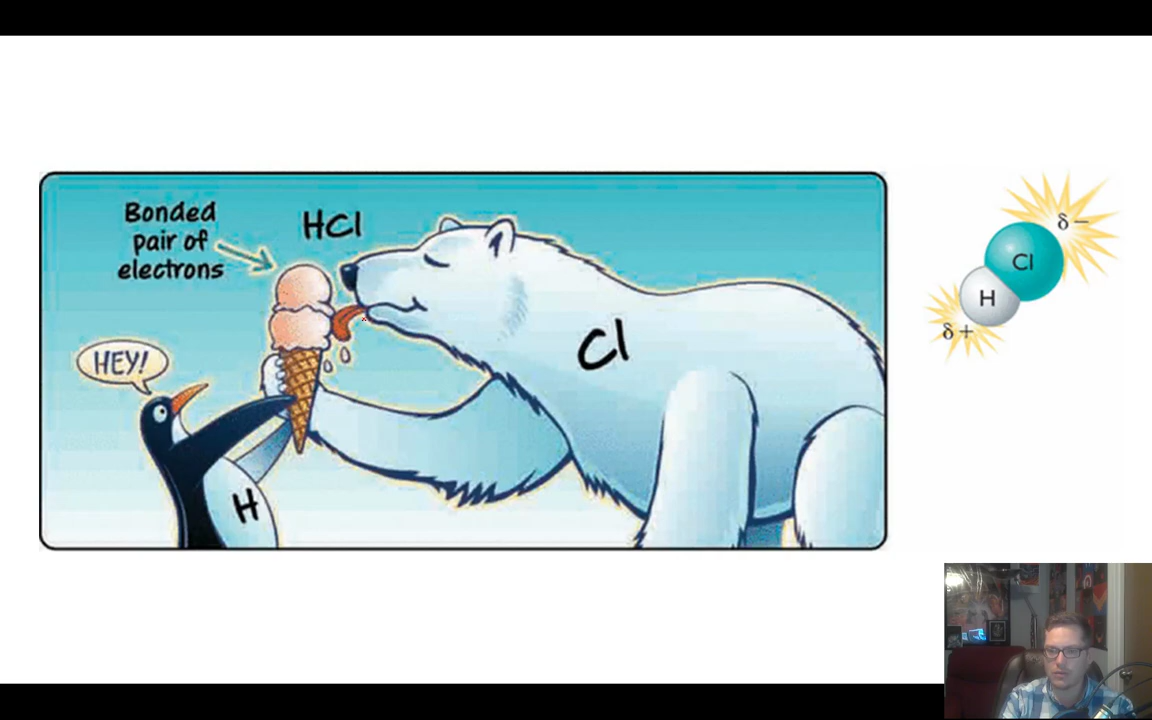 Bonded
pair of
electrons
HCl
HEY!
H
Cl
δ−
Cl
H
δ+